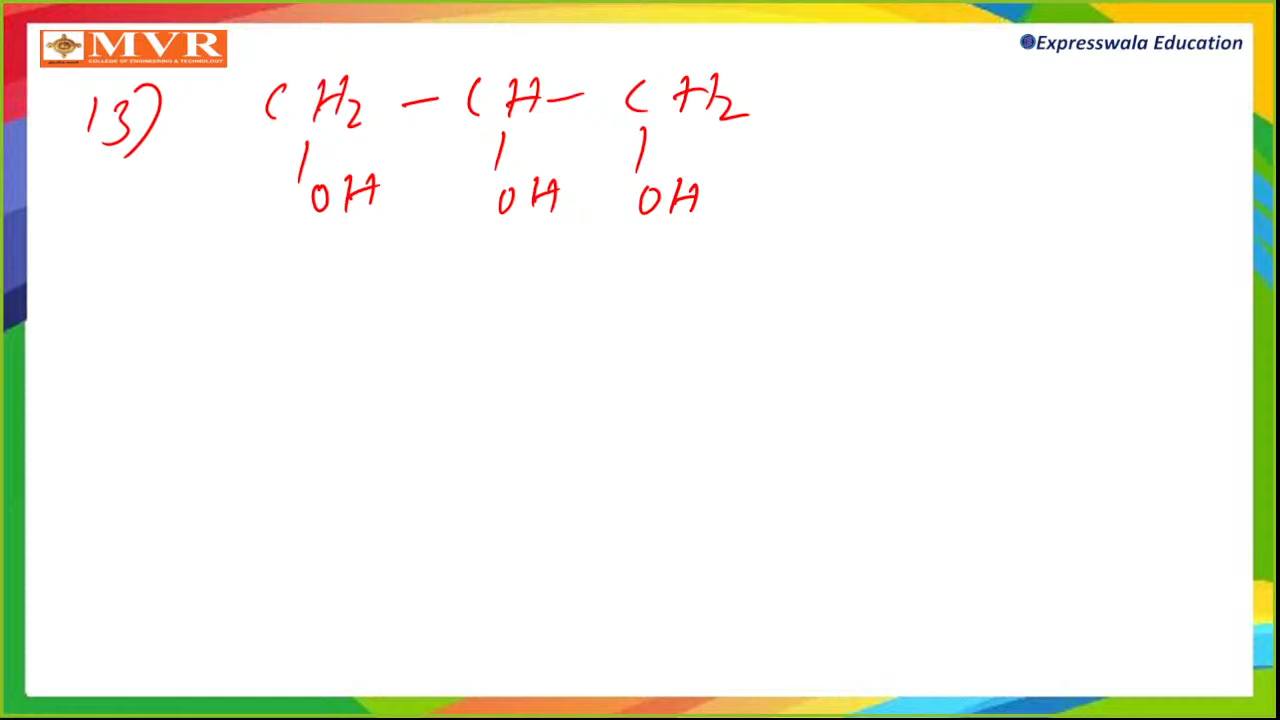 MVR
COLLEGE OF ENGINEERING & TECHNOLOGY
Expresswala Education
13) CH2 - CH - CH2
OH OH OH